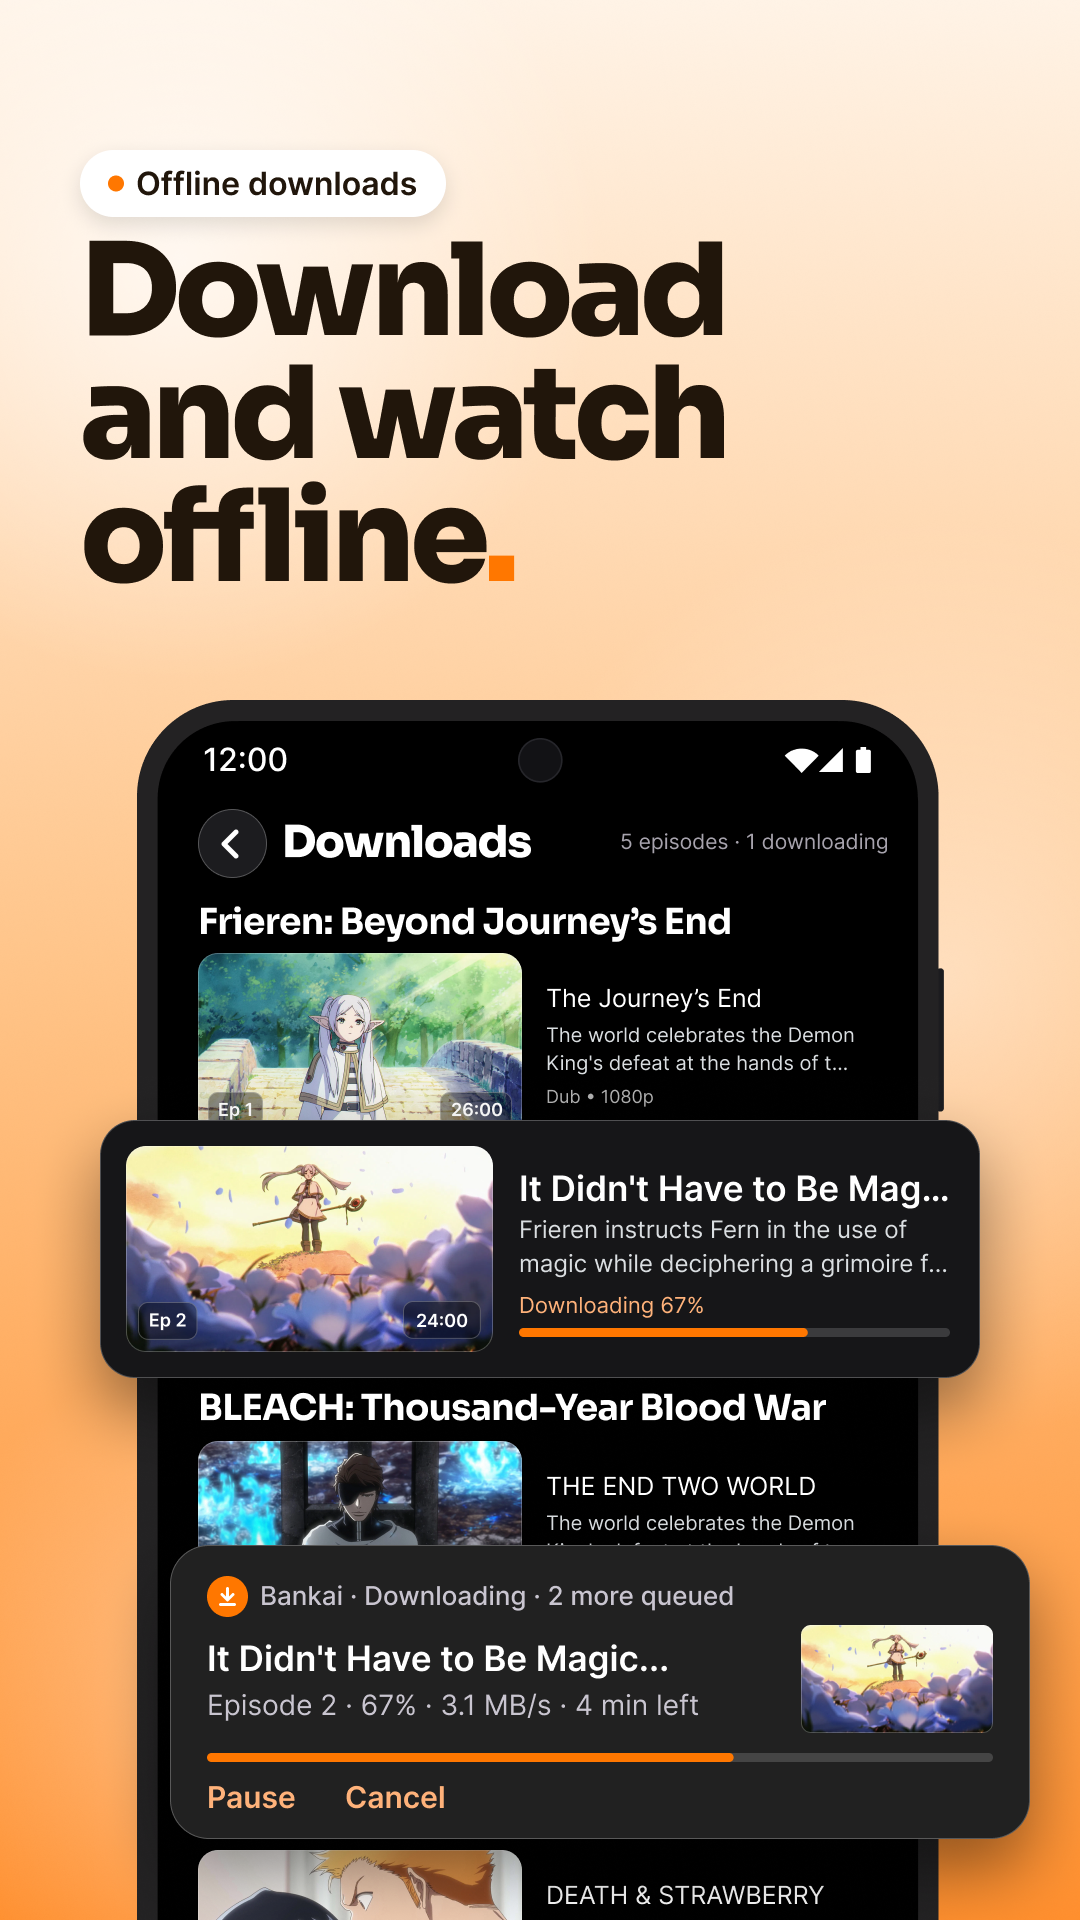 Offline downloads
Download
and watch
offline.
12:00
Downloads
5 episodes · 1 downloading
Frieren: Beyond Journey’s End
The Journey’s End
The world celebrates the Demon
King's defeat at the hands of t...
Dub • 1080p
Ep 1
26:00
It Didn't Have to Be Mag...
Frieren instructs Fern in the use of
magic while deciphering a grimoire f...
Downloading 67%
Ep 2
24:00
BLEACH: Thousand-Year Blood War
THE END TWO WORLD
The world celebrates the Demon
Bankai · Downloading · 2 more queued
It Didn't Have to Be Magic...
Episode 2 · 67% · 3.1 MB/s · 4 min left
Pause
Cancel
DEATH & STRAWBERRY